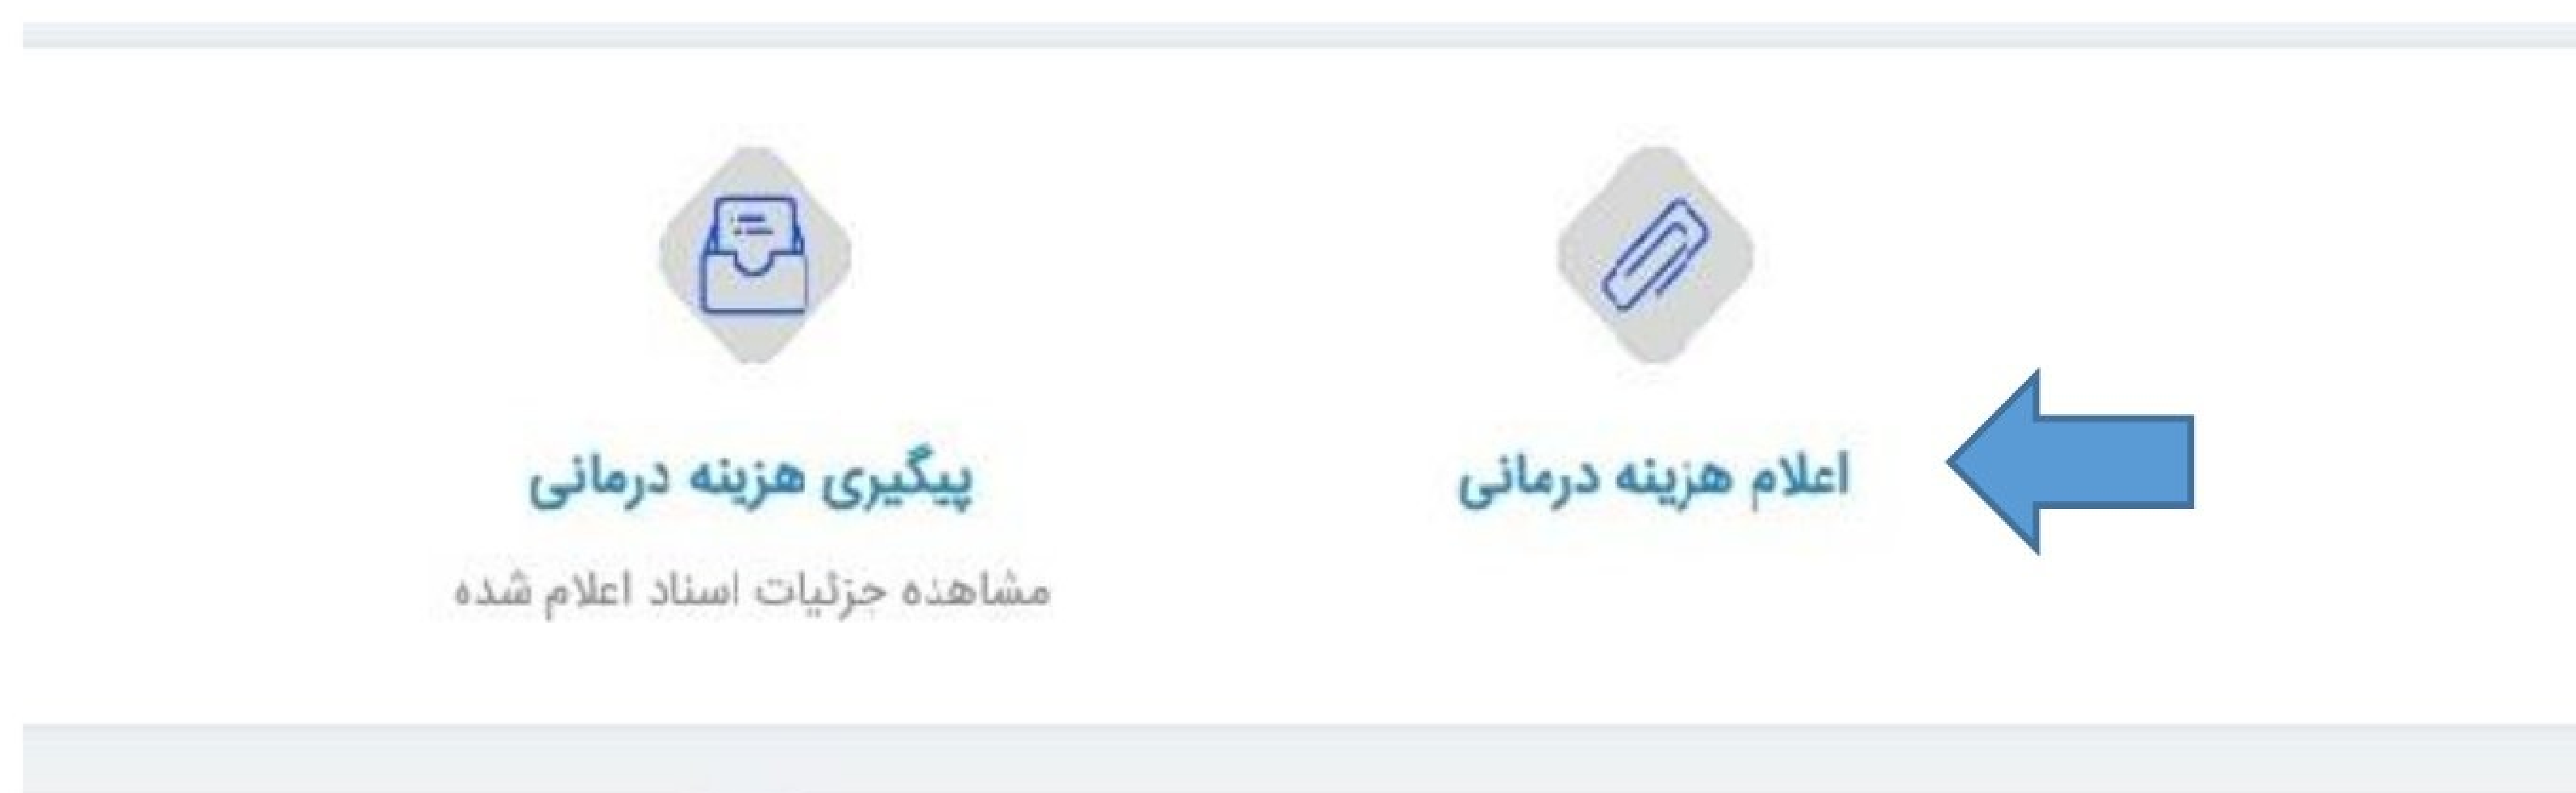 اعلام هزینه درمانی
پیگیری هزینه درمانی
مشاهده جزئیات اسناد اعلام شده